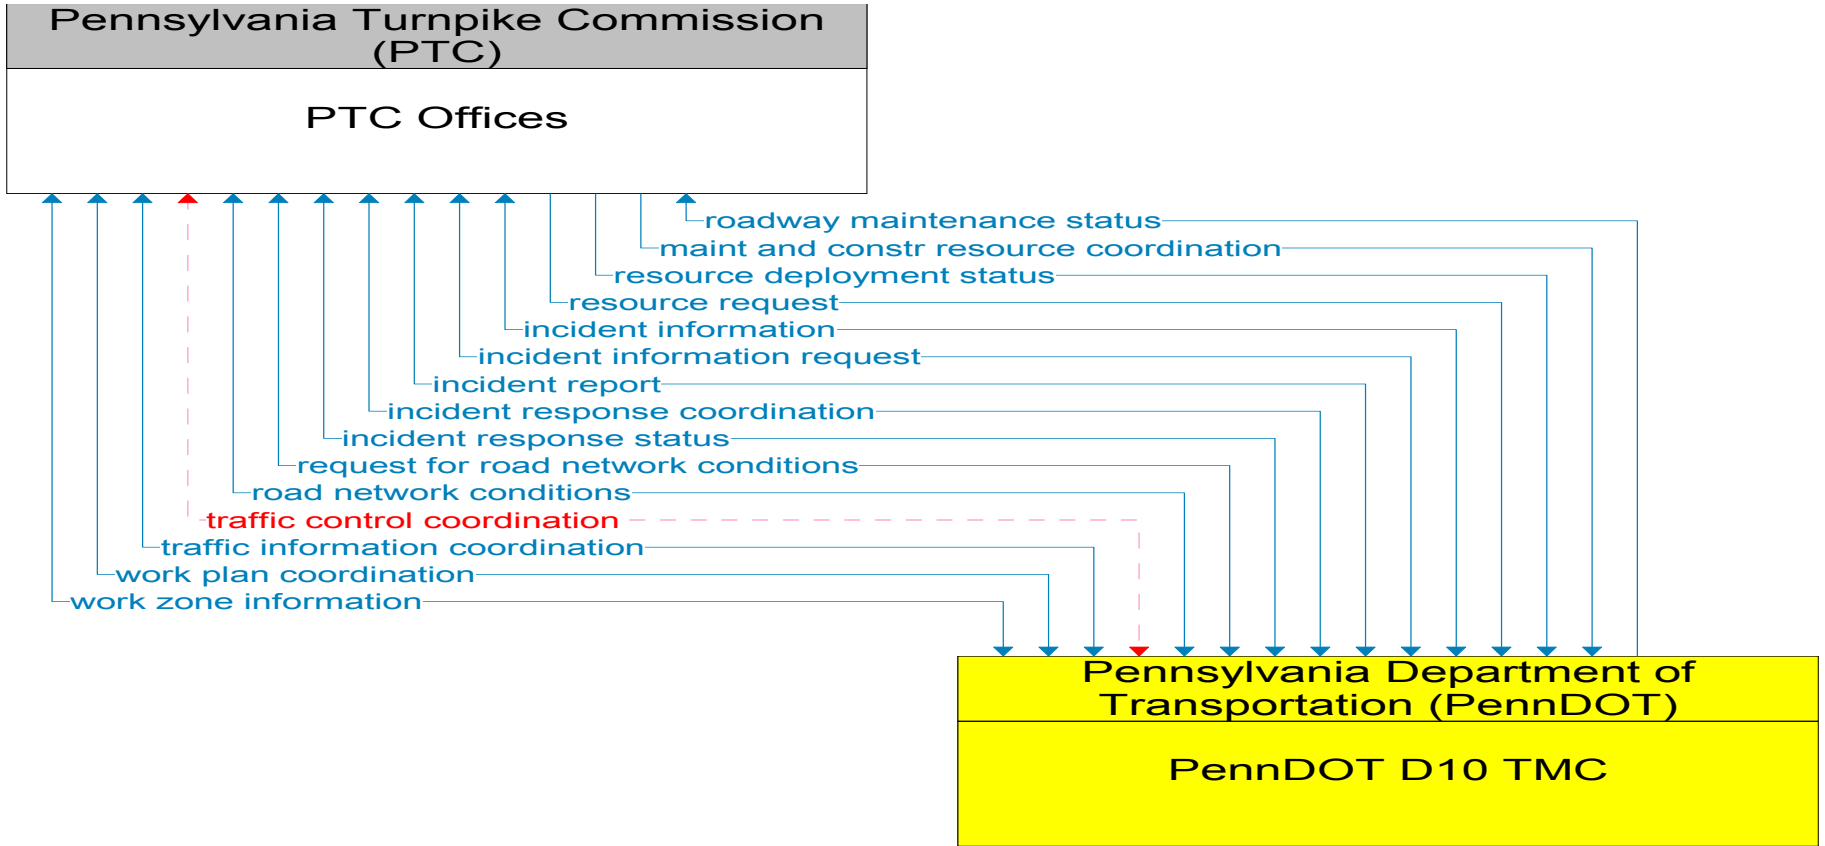 Pennsylvania Turnpike Commission
(PTC)
PTC Offices
roadway maintenance status
maint and constr resource coordination
resource deployment status
resource request
incident information
incident information request
incident report
incident response coordination
incident response status
request for road network conditions
road network conditions
traffic control coordination
traffic information coordination
work plan coordination
work zone information
Pennsylvania Department of
Transportation (PennDOT)
PennDOT D10 TMC